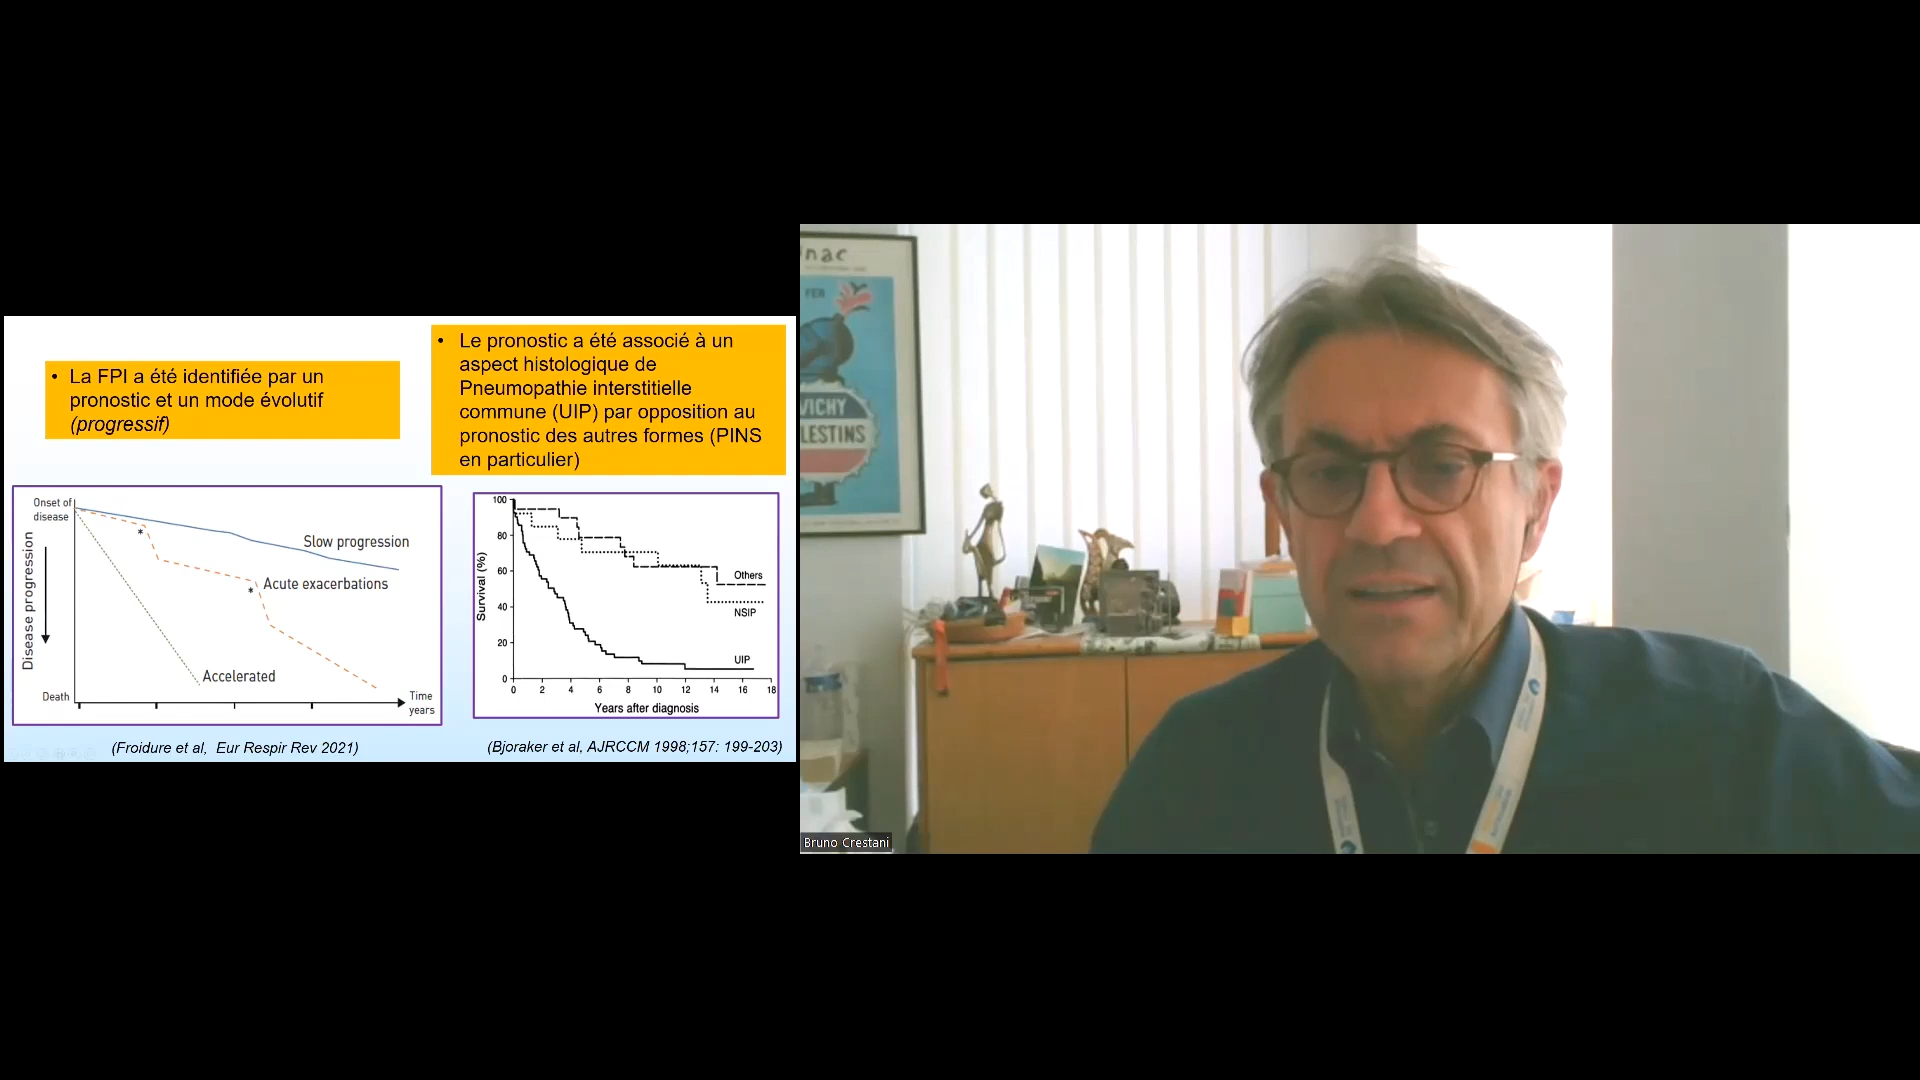 • La FPI a été identifiée par un
pronostic et un mode évolutif
(progressif)
• Le pronostic a été associé à un
aspect histologique de
Pneumopathie interstitielle
commune (UIP) par opposition au
pronostic des autres formes (PINS
en particulier)
Onset of
disease
Disease progression
Death
Slow progression
* Acute exacerbations
*
Accelerated
Time
years
(Froidure et al, Eur Respir Rev 2021)
100
80
60
40
20
0
Survival (%)
Others
NSIP
UIP
0 2 4 6 8 10 12 14 16 18
Years after diagnosis
(Bjoraker et al, AJRCCM 1998;157: 199-203)
nac
FER
VICHY
LESTINS
Bruno Crestani